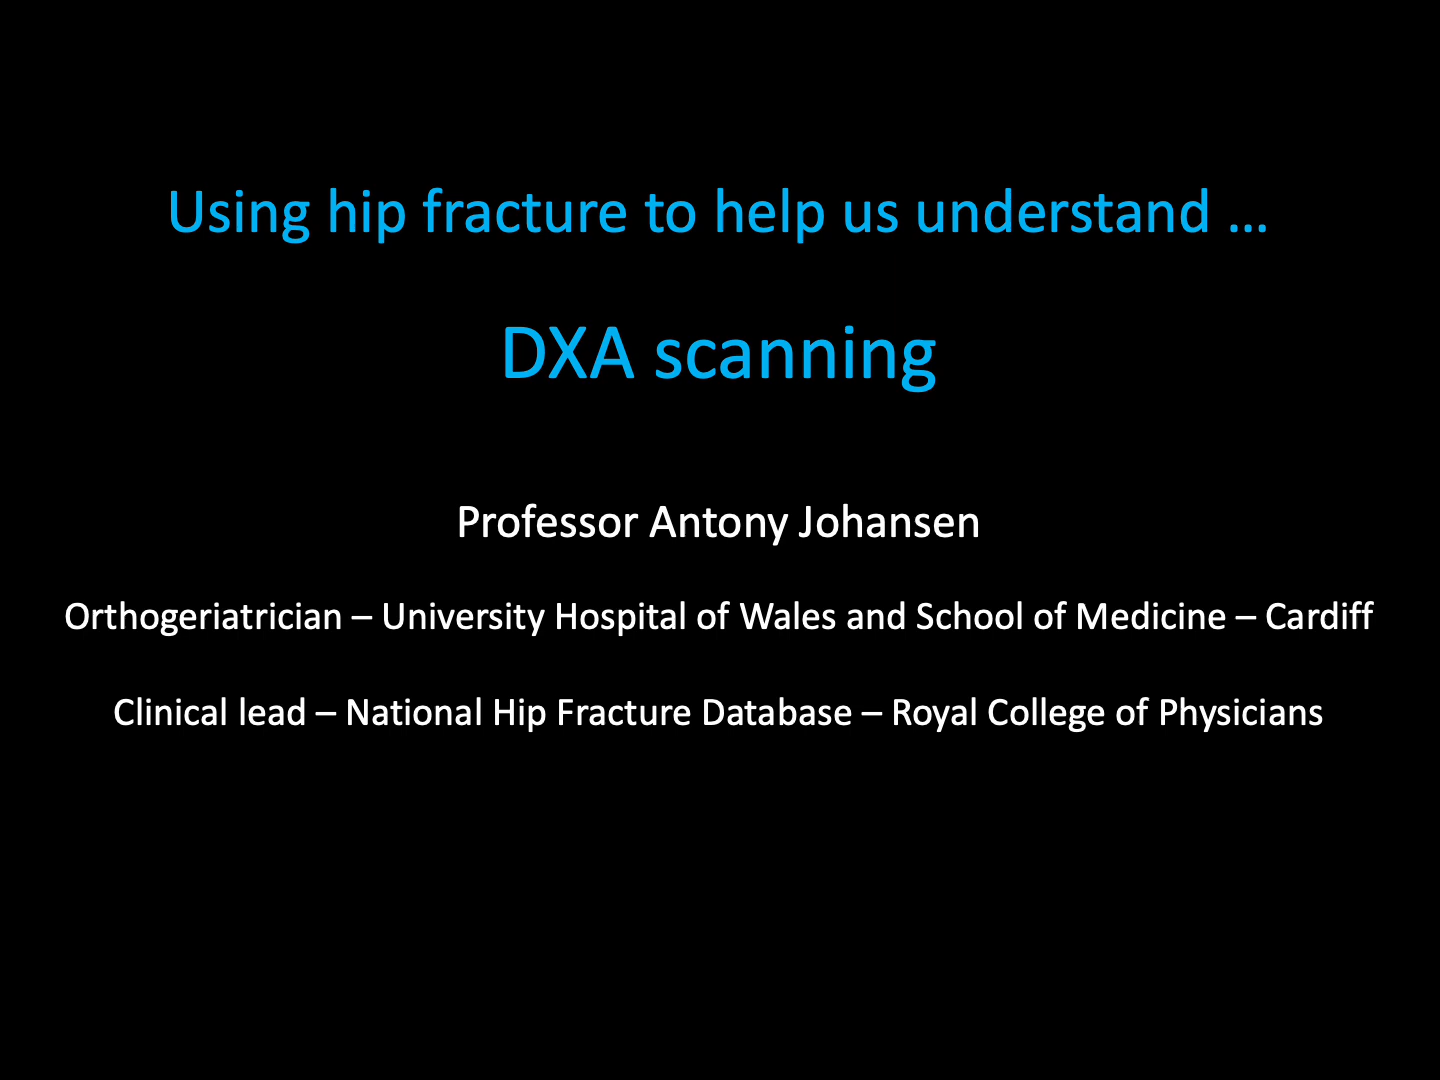 Using hip fracture to help us understand …
DXA scanning
Professor Antony Johansen
Orthogeriatrician – University Hospital of Wales and School of Medicine – Cardiff
Clinical lead – National Hip Fracture Database – Royal College of Physicians